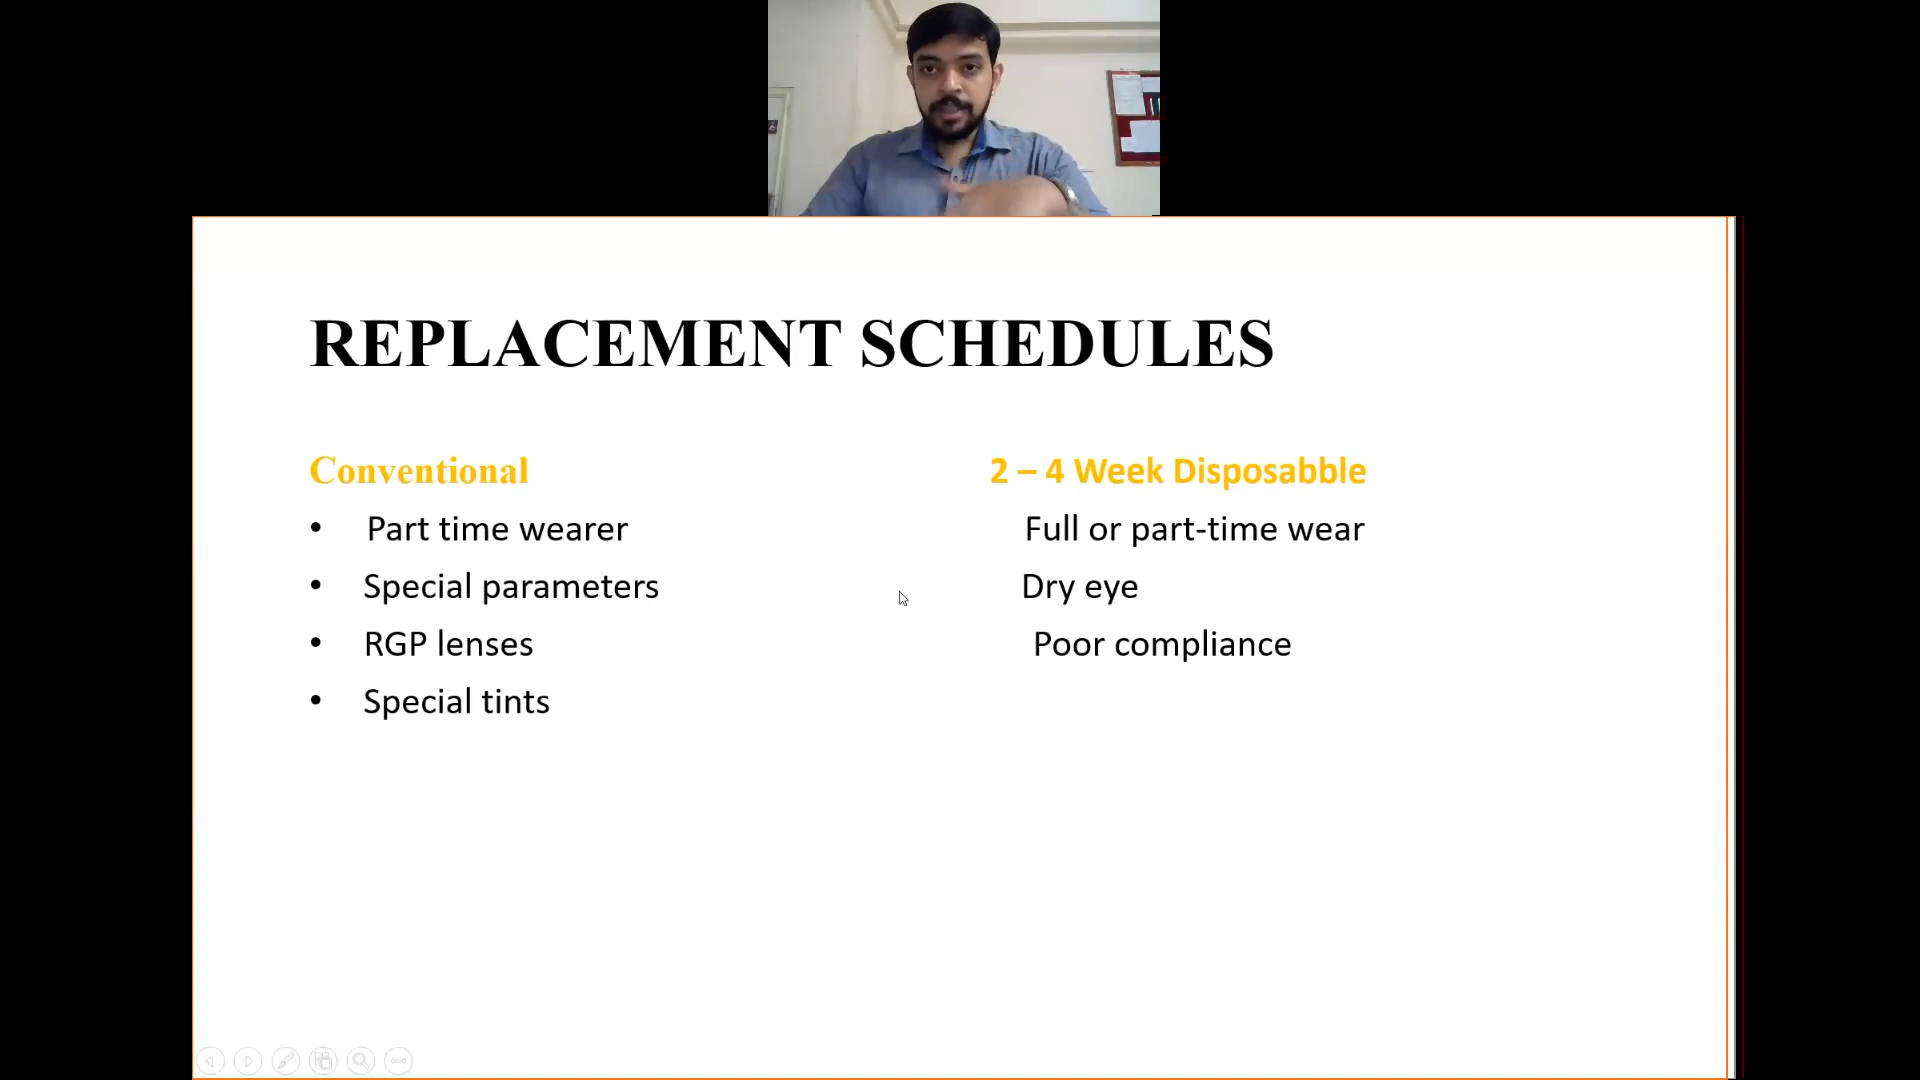 REPLACEMENT SCHEDULES
Conventional
• Part time wearer
• Special parameters
• RGP lenses
• Special tints
2 – 4 Week Disposabble
Full or part-time wear
Dry eye
Poor compliance